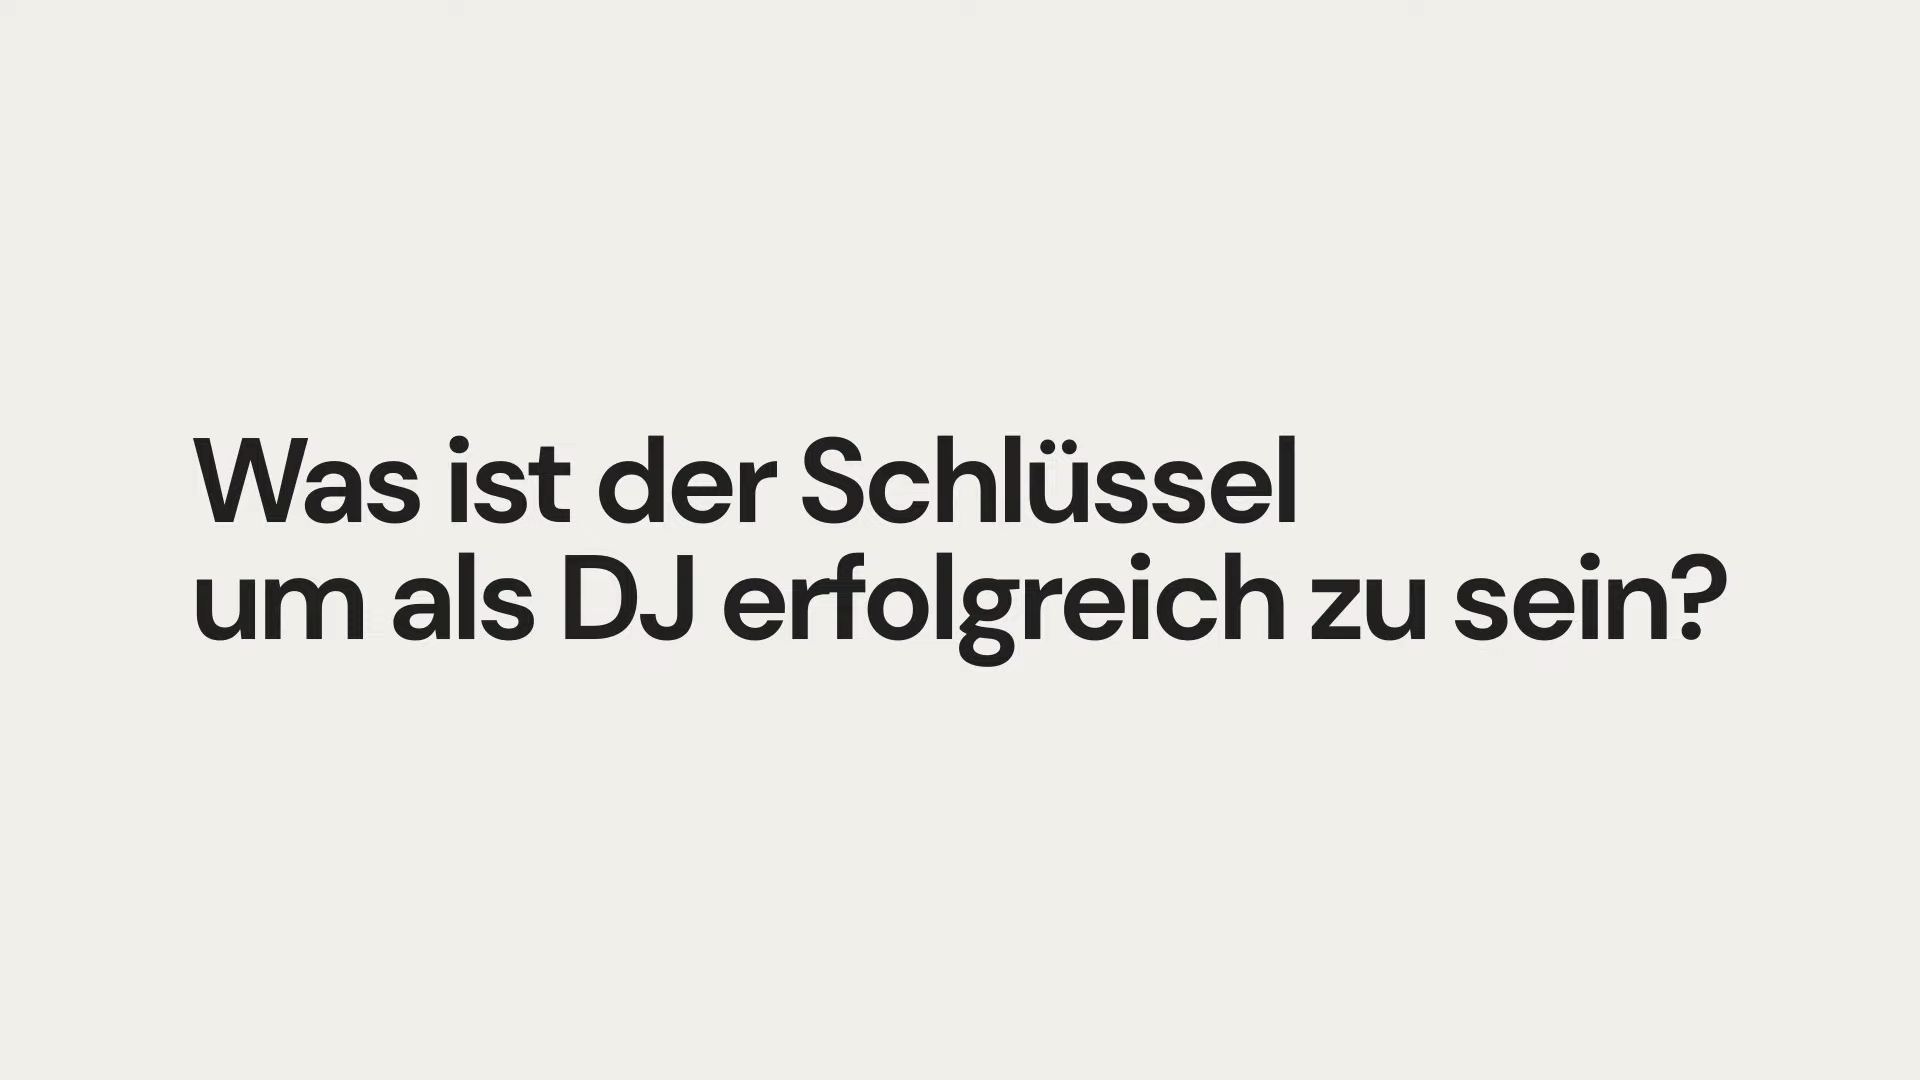 Was ist der Schlüssel
um als DJ erfolgreich zu sein?